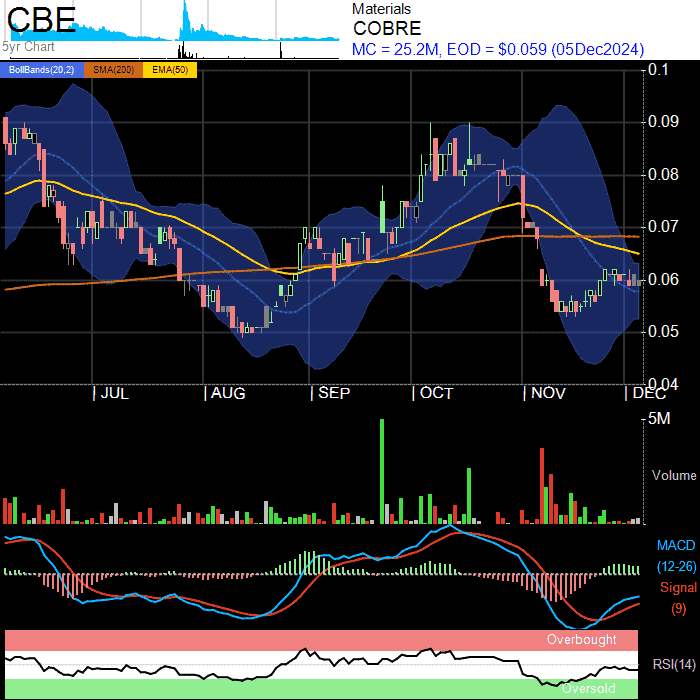 CBE
5yr Chart
Materials
COBRE
MC = 25.2M, EOD = $0.059 (05Dec2024)
BollBands(20,2) SMA(200) EMA(50)
0.1
0.09
0.08
0.07
0.06
0.05
0.04
JUL AUG SEP OCT NOV DEC
5M
Volume
MACD
(12-26)
Signal
(9)
Overbought
RSI(14)
Oversold